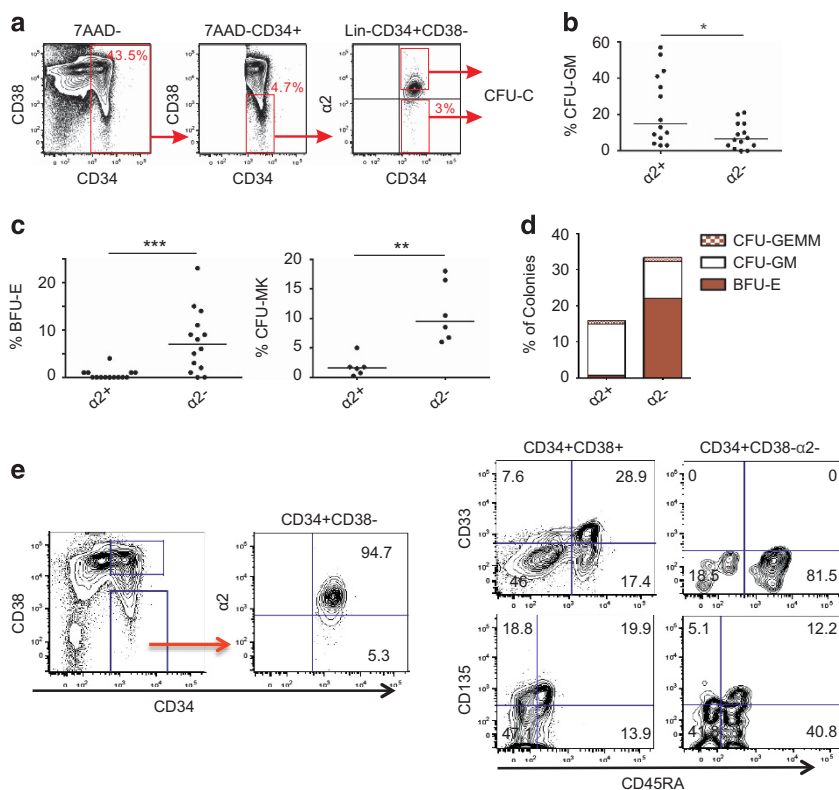 a
7AAD-
7AAD-CD34+
Lin-CD34+CD38-
43.5%
4.7%
3%
CD38
CD38
α2
CFU-C
CD34
CD34
CD34
b
*
% CFU-GM
60
40
20
0
α2+
α2-
c
***
% BFU-E
20
10
0
α2+
α2-
**
% CFU-MK
20
15
10
5
0
α2+
α2-
d
% of Colonies
40
30
20
10
0
α2+
α2-
CFU-GEMM
CFU-GM
BFU-E
e
CD38
CD34+CD38-
α2
94.7
5.3
CD34
CD34+CD38+
CD34+CD38-α2-
CD33
7.6
28.9
46
17.4
0
0
18.5
81.5
CD135
18.8
19.9
13.9
5.1
12.2
40.8
CD45RA